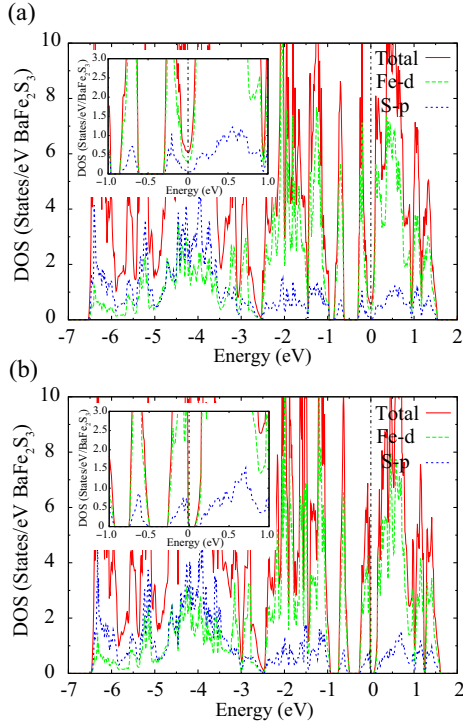 (a)
10
8
6
4
2
0
DOS (States/eV BaFe₂S₃)
Total
Fe-d
S-p
3.0
2.5
2.0
1.5
1.0
0.5
0
DOS (States/eV/BaFe₂S₃)
-1.0 -0.5 0 0.5 1.0
Energy (eV)
-7 -6 -5 -4 -3 -2 -1 0 1 2
Energy (eV)
(b)
10
8
6
4
2
0
DOS (States/eV BaFe₂S₃)
Total
Fe-d
S-p
3.0
2.5
2.0
1.5
1.0
0.5
0
DOS (States/eV/BaFe₂S₃)
-1.0 -0.5 0 0.5 1.0
Energy (eV)
-7 -6 -5 -4 -3 -2 -1 0 1 2
Energy (eV)